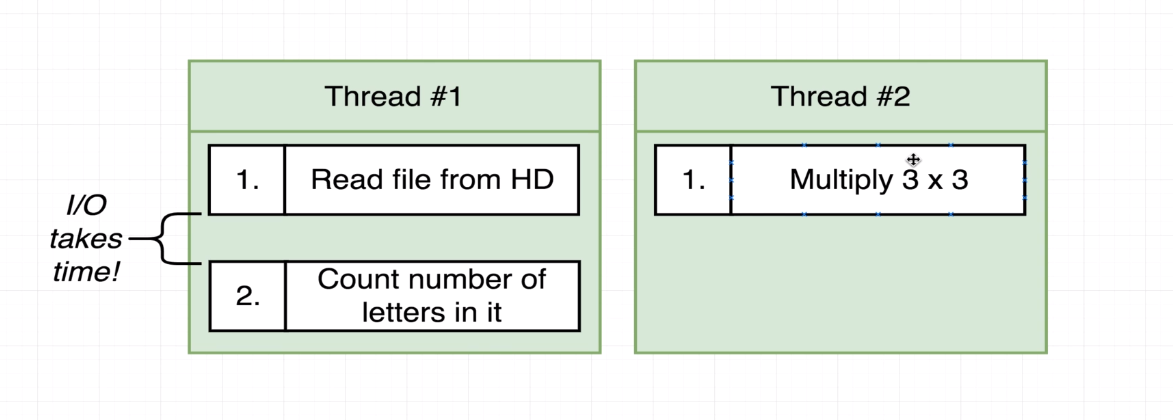 Thread #1
1. Read file from HD
I/O
takes
time!
2. Count number of
letters in it
Thread #2
1. Multiply 3 x 3